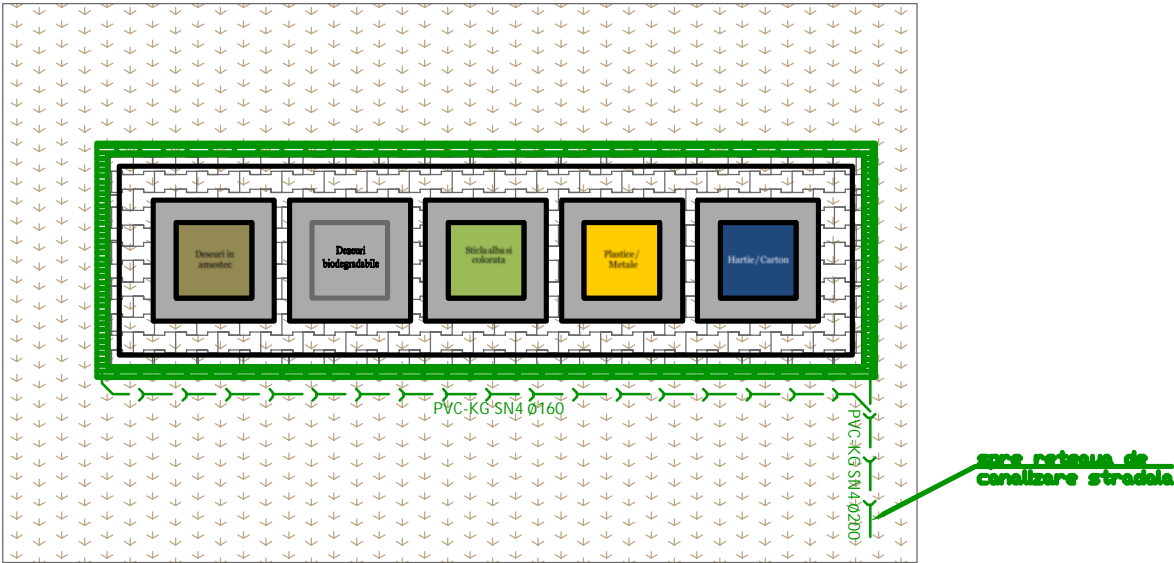 Deseuri in
amestec
Deseuri
biodegradabile
Sticla alba si
colorata
Plastice /
Metale
Hartie / Carton
PVC-KG SN4 Ø160
PVC-KG SN4 Ø200
spre reteaua de
canalizare stradala